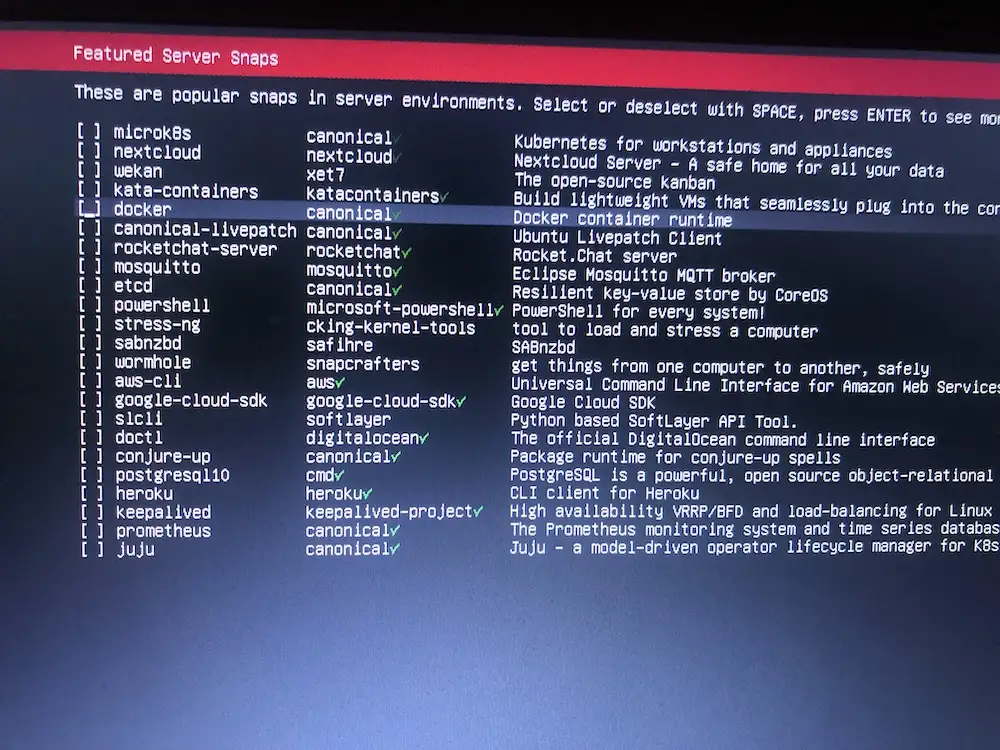 Featured Server Snaps
These are popular snaps in server environments. Select or deselect with SPACE, press ENTER to see
[ ] microk8s canonical✓ Kubernetes for workstations and appliances
[ ] nextcloud nextcloud✓ Nextcloud Server - A safe home for all your data
[ ] wekan xet7 The open-source kanban
[ ] kata-containers katacontainers✓ Build lightweight VMs that seamlessly plug into the
[ ] docker canonical✓ Docker container runtime
[ ] canonical-livepatch canonical✓ Ubuntu Livepatch Client
[ ] rocketchat-server rocketchat✓ Rocket.Chat server
[ ] mosquitto mosquitto✓ Eclipse Mosquitto MQTT broker
[ ] etcd canonical✓ Resilient key-value store by CoreOS
[ ] powershell microsoft-powershell✓ PowerShell for every system!
[ ] stress-ng cking-kernel-tools tool to load and stress a computer
[ ] sabnzbd safihre SABnzbd
[ ] wormhole snapcrafters get things from one computer to another, safely
[ ] aws-cli aws✓ Universal Command Line Interface for Amazon Web Services
[ ] google-cloud-sdk google-cloud-sdk✓ Google Cloud SDK
[ ] slcli softlayer Python based SoftLayer API Tool.
[ ] doctl digitalocean✓ The official DigitalOcean command line interface
[ ] conjure-up canonical✓ Package runtime for conjure-up spells
[ ] postgresql10 cmd✓ PostgreSQL is a powerful, open source object-relational
[ ] heroku heroku✓ CLI client for Heroku
[ ] keepalived keepalived-project✓ High availability VRRP/BFD and load-balancing for Linux
[ ] prometheus canonical✓ The Prometheus monitoring system and time series
[ ] juju canonical✓ Juju - a model-driven operator lifecycle manager for K8s